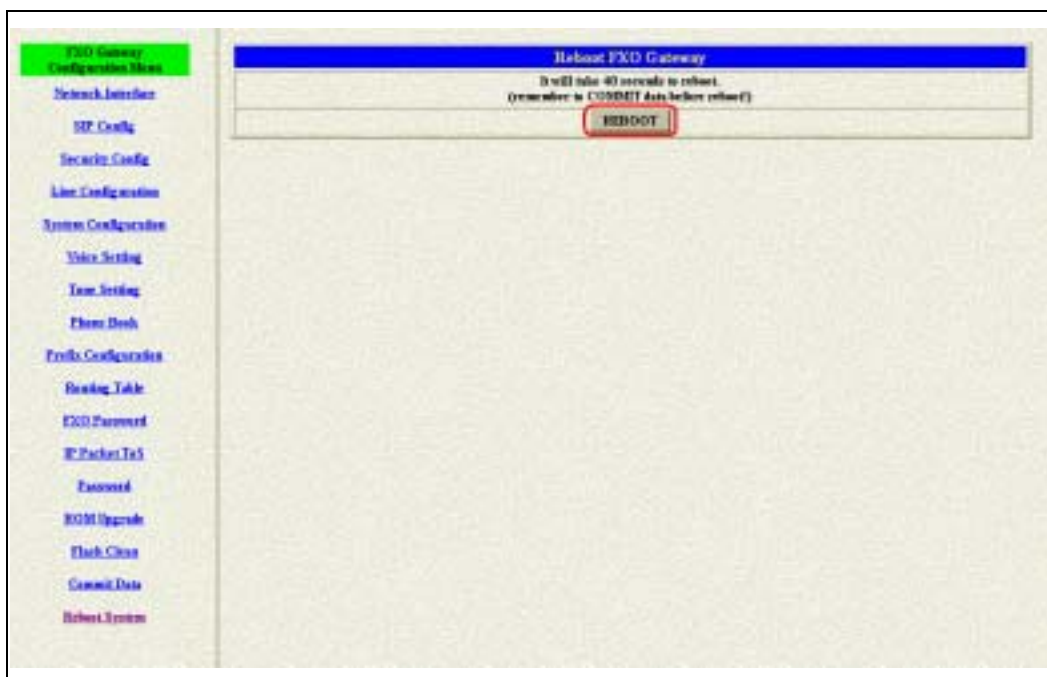 FXO Gateway
Configuration Menu
Network Interface
SIP Config
Security Config
Line Configuration
System Configuration
Voice Setting
Tone Setting
Phone Book
Prefix Configuration
Routing Table
FXO Password
IP Packet ToS
Password
ROM Upgrade
Flash Clean
Commit Data
Reboot System
Reboot FXO Gateway
It will take 40 seconds to reboot.
(remember to COMMIT data before reboot!)
REBOOT